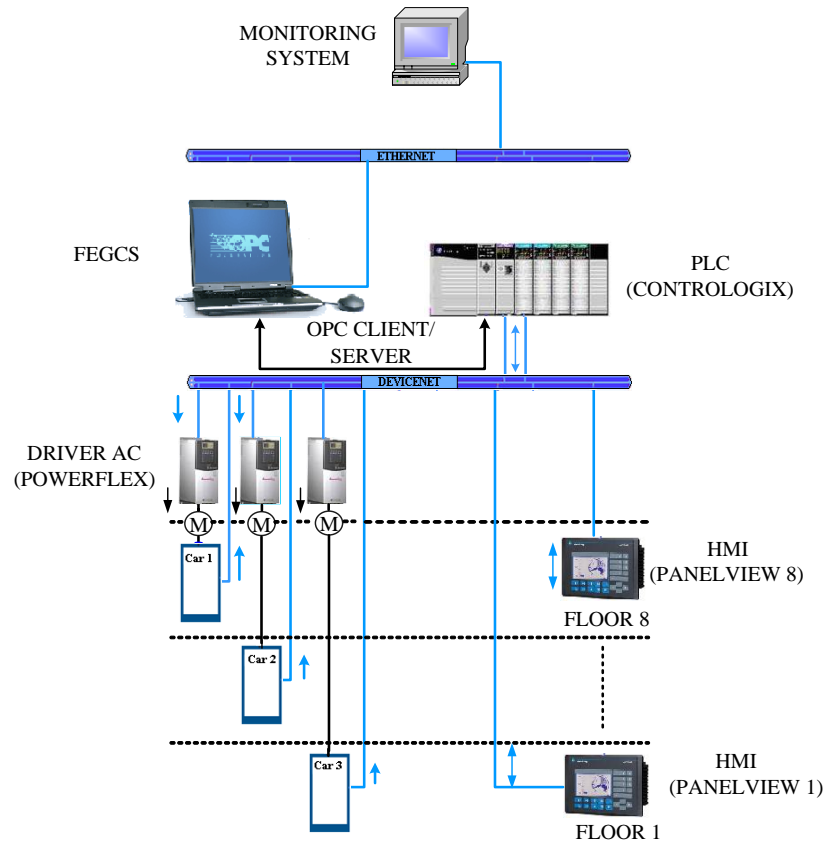 MONITORING
SYSTEM
ETHERNET
FEGCS
OPC
PLC
(CONTROLOGIX)
OPC CLIENT/
SERVER
DEVICENET
DRIVER AC
(POWERFLEX)
M
M
M
Car 1
HMI
(PANELVIEW 8)
FLOOR 8
Car 2
Car 3
HMI
(PANELVIEW 1)
FLOOR 1